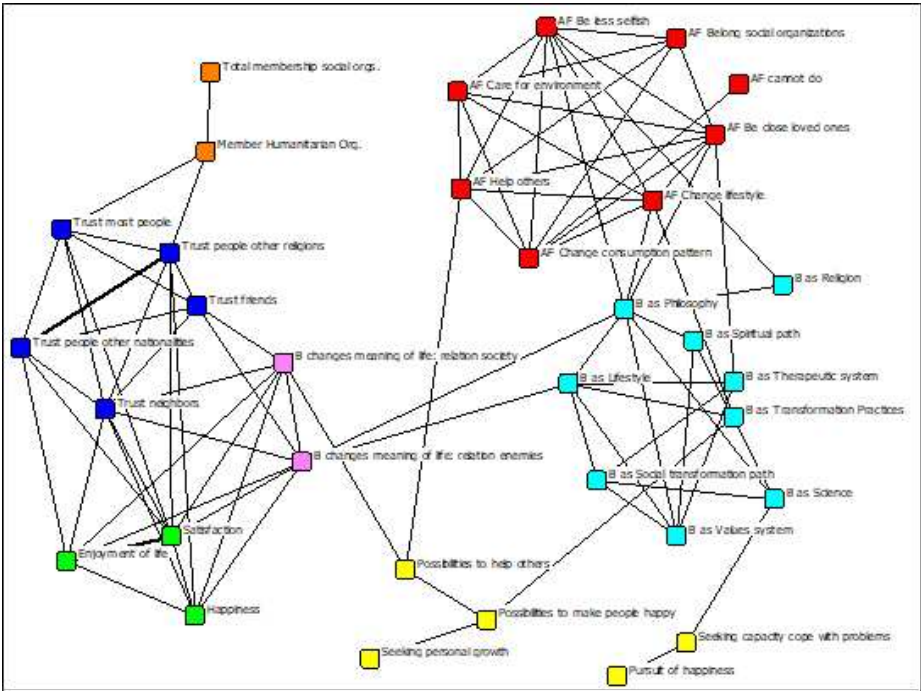 AF Be less selfish
AF Belong social organizations
Total membership social orgs.
AF cannot do
AF Care for environment
AF Be close loved ones
Member Humanitarian Org.
AF Help others
AF Change lifestyle
Trust most people
Trust people other religions
AF Change consumption pattern
B as Religion
Trust friends
B as Philosophy
B as Spiritual path
Trust people other nationalities
B changes meaning of life: relation society
B as Lifestyle
B as Therapeutic system
Trust neighbors
B as Transformation Practices
B changes meaning of life: relation enemies
B as Social transformation path
B as Science
Satisfaction
B as Values system
Enjoyment of life
Possibilities to help others
Happiness
Possibilities to make people happy
Seeking capacity cope with problems
Seeking personal growth
Pursuit of happiness